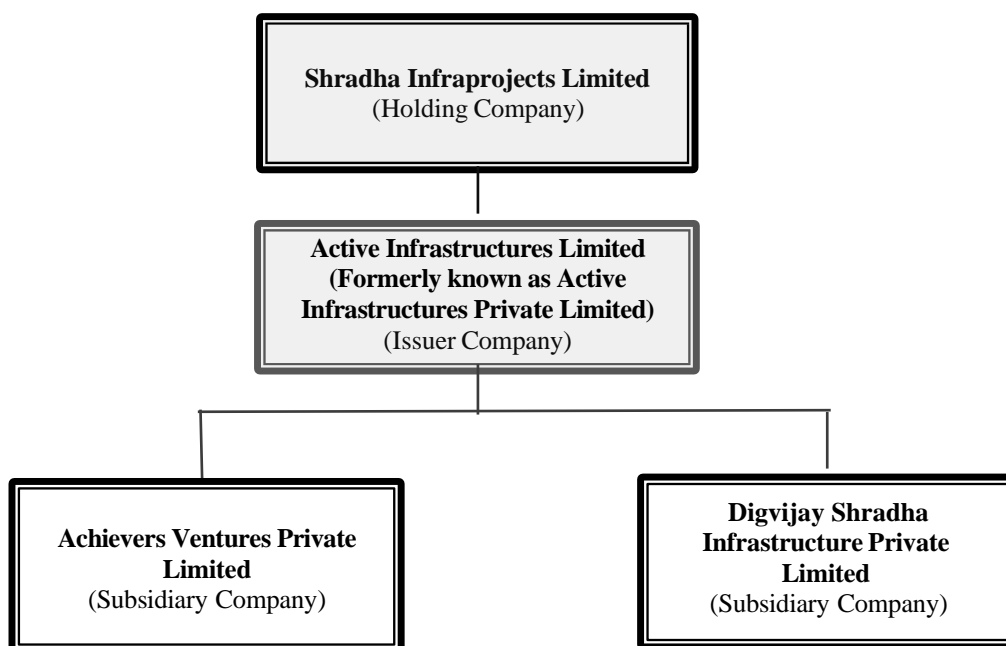 Shradha Infraprojects Limited
(Holding Company)
Active Infrastructures Limited
(Formerly known as Active
Infrastructures Private Limited)
(Issuer Company)
Achievers Ventures Private
Limited
(Subsidiary Company)
Digvijay Shradha
Infrastructure Private
Limited
(Subsidiary Company)